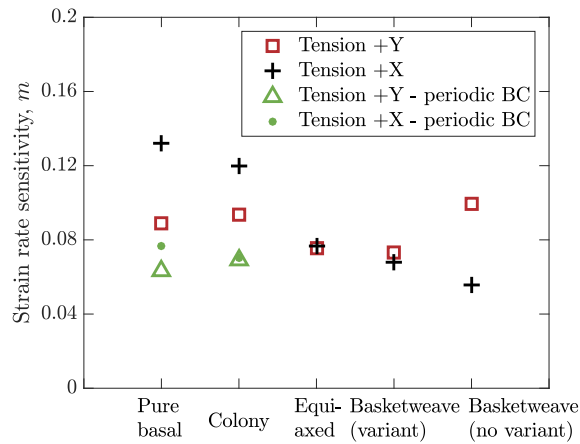 0.2
0.16
0.12
0.08
0.04
0
Strain rate sensitivity, m
Tension +Y
Tension +X
Tension +Y - periodic BC
Tension +X - periodic BC
Pure
basal
Colony
Equi-
axed
Basketweave
(variant)
Basketweave
(no variant)